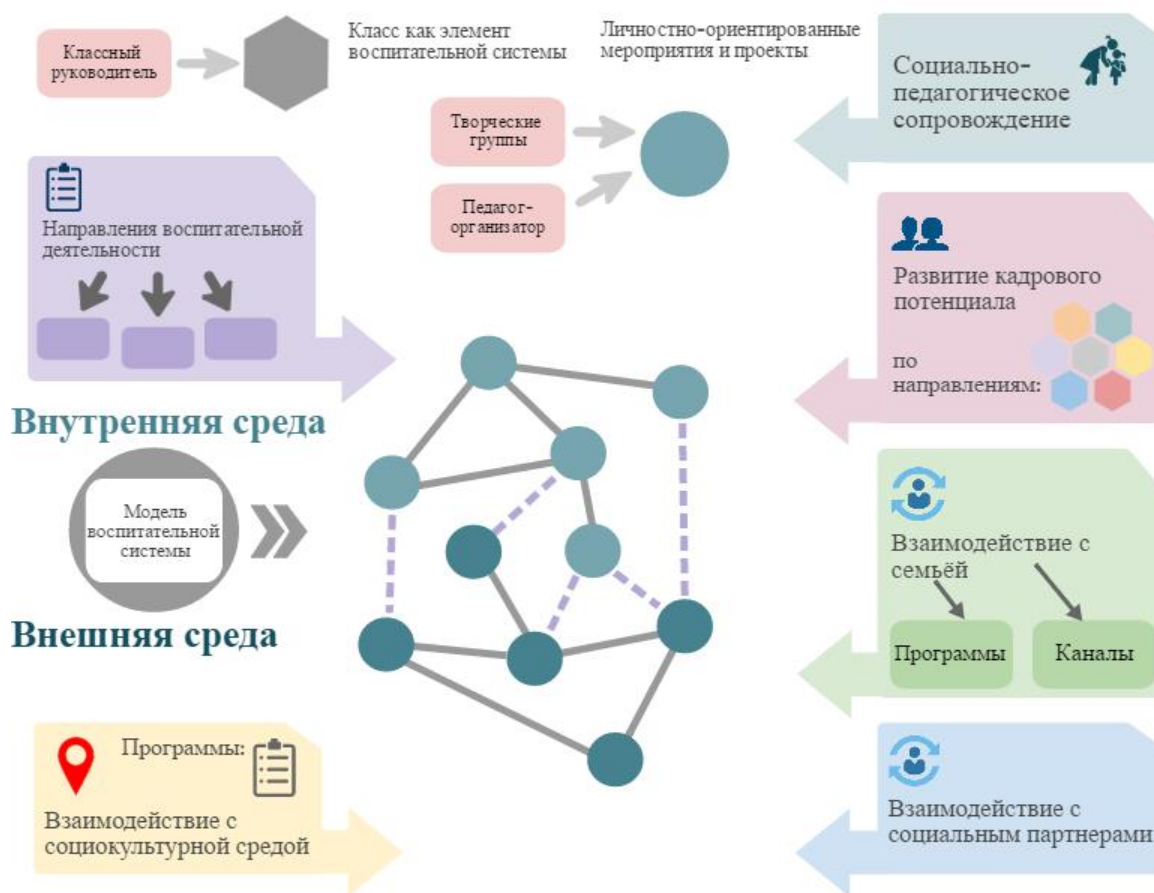 Классный
руководитель
Класс как элемент
воспитательной системы
Личностно-ориентированные
мероприятия и проекты
Творческие
группы
Педагог-
организатор
Социально-
педагогическое
сопровождение
Направления воспитательной
деятельности
Развитие кадрового
потенциала
по
направлениям:
Внутренняя среда
Модель
воспитательной
системы
Внешняя среда
Взаимодействие с
семьёй
Программы
Каналы
Программы:
Взаимодействие с
социокультурной средой
Взаимодействие с
социальным партнерами